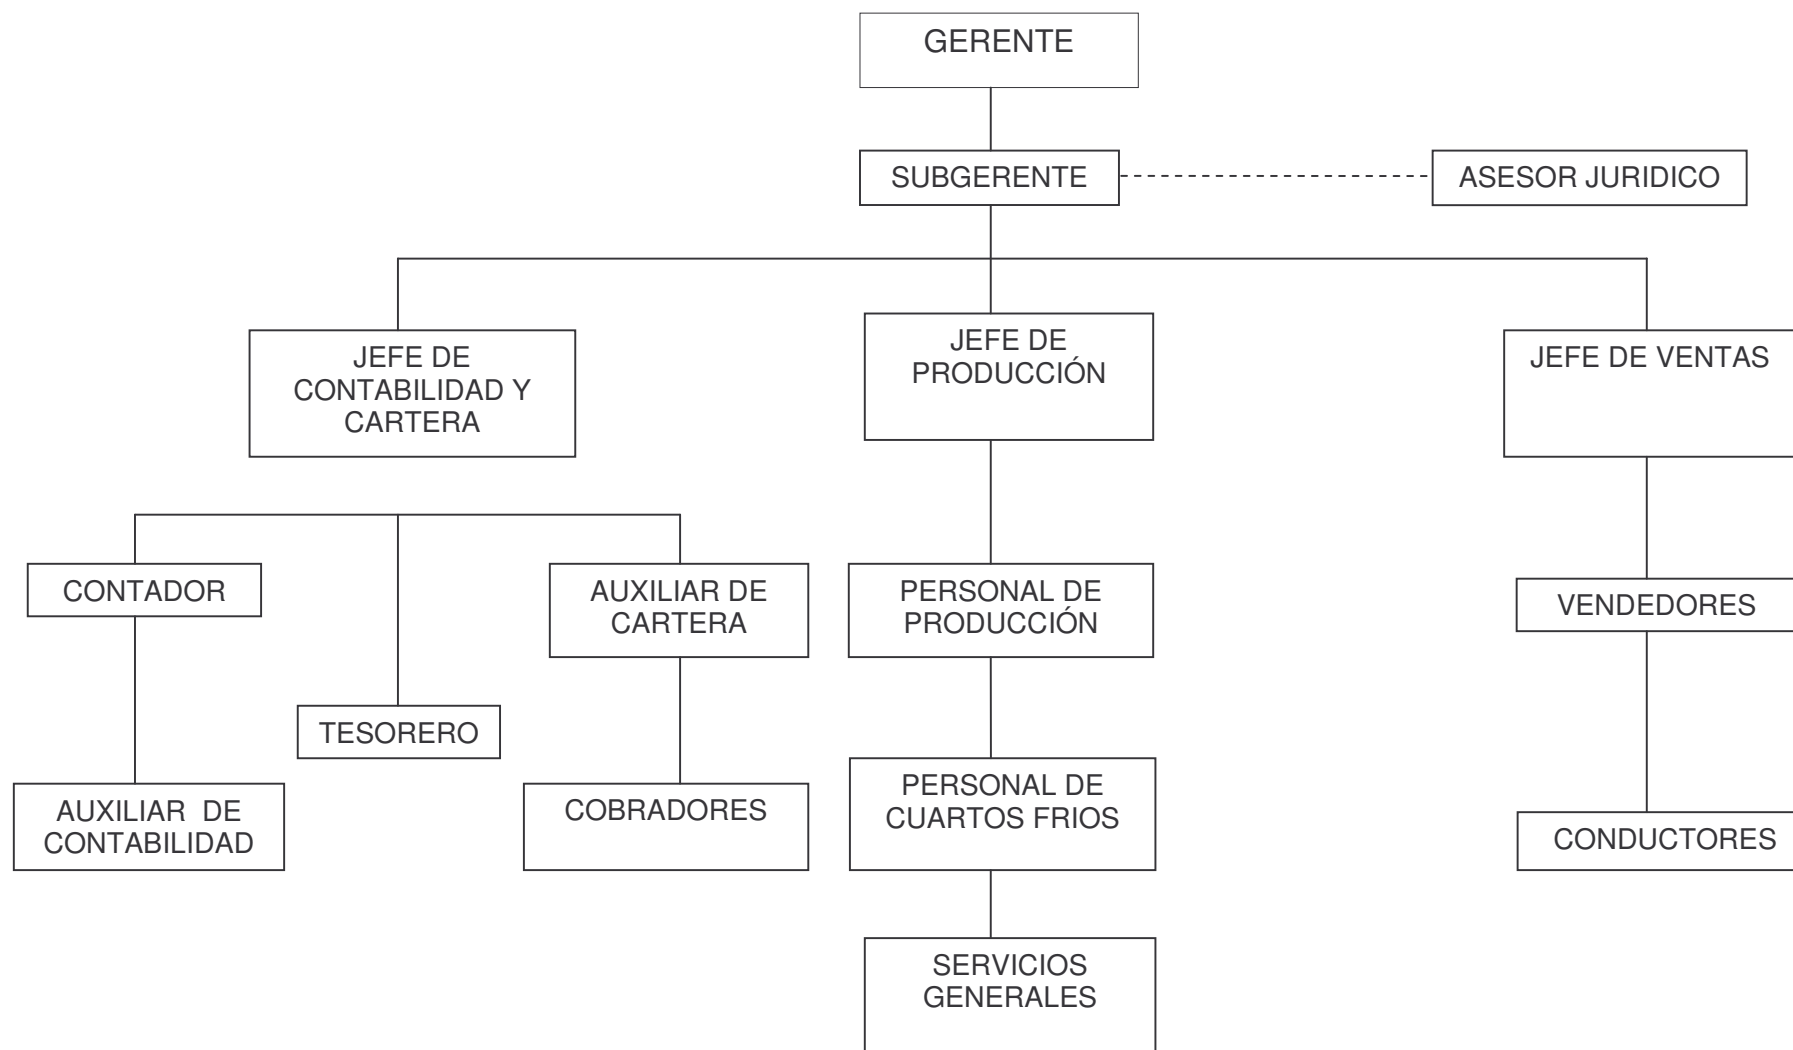 GERENTE
SUBGERENTE
ASESOR JURIDICO
JEFE DE
CONTABILIDAD Y
CARTERA
JEFE DE
PRODUCCIÓN
JEFE DE VENTAS
CONTADOR
AUXILIAR DE
CARTERA
PERSONAL DE
PRODUCCIÓN
VENDEDORES
TESORERO
AUXILIAR  DE
CONTABILIDAD
COBRADORES
PERSONAL DE
CUARTOS FRIOS
CONDUCTORES
SERVICIOS
GENERALES